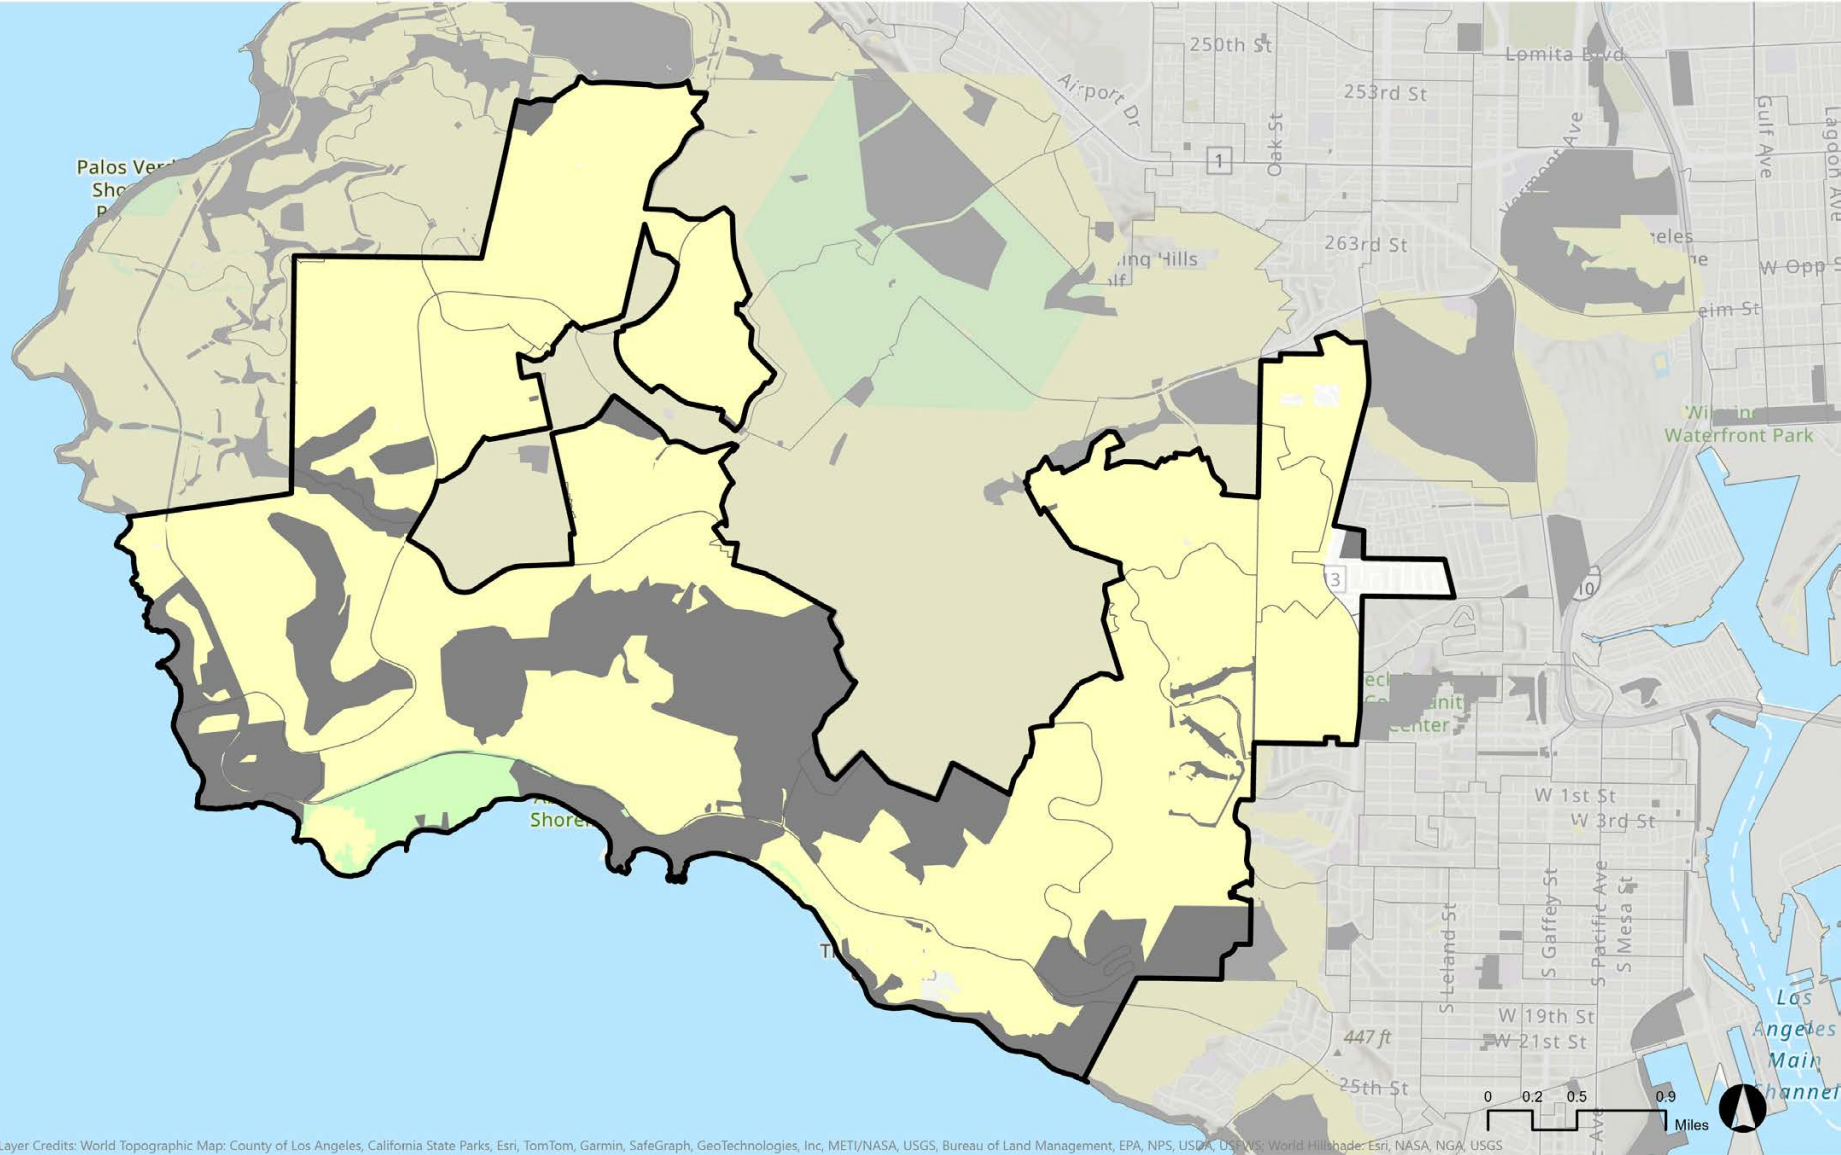 250th St
Lomita Blvd
Airport Dr
253rd St
Gulf Ave
Oak St
1
Palos
Sho
263rd St
Hills
W Opp
eim St
Waterfront Park
3
Center
W 1st St
W 3rd St
Shore
S Leland St
S Gaffey St
S Pacific Ave
S Mesa St
Los
Angeles
Main
Channel
W 19th St
447 ft
W 21st St
25th St
0 0.2 0.5 0.9
Miles
Layer Credits: World Topographic Map: County of Los Angeles, California State Parks, Esri, TomTom, Garmin, SafeGraph, GeoTechnologies, Inc, METI/NASA, USGS, Bureau of Land Management, EPA, NPS, USDA, USFWS; World Hillshade: Esri, NASA, NGA, USGS